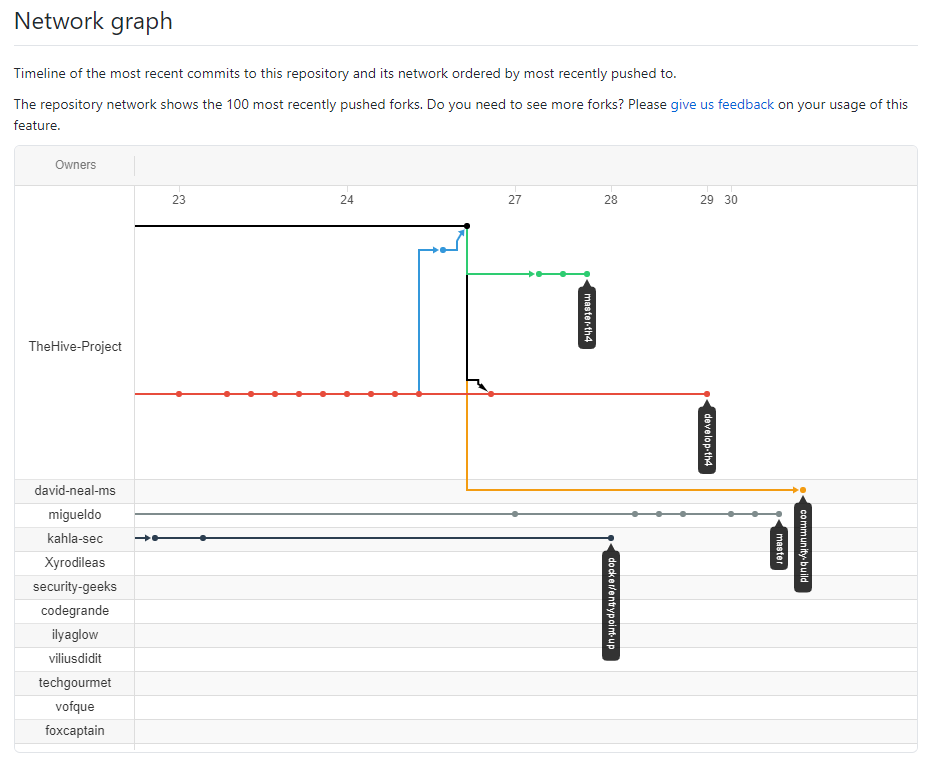 Network graph
Timeline of the most recent commits to this repository and its network ordered by most recently pushed to.
The repository network shows the 100 most recently pushed forks. Do you need to see more forks? Please give us feedback on your usage of this
feature.
Owners
23 24 27 28 29 30
master-th4
TheHive-Project
develop-th4
david-neal-ms
migueldo
community-build
master
kahla-sec
docker/entrypoint-up
Xyrodileas
security-geeks
codegrande
ilyaglow
viliusdidit
techgourmet
vofque
foxcaptain